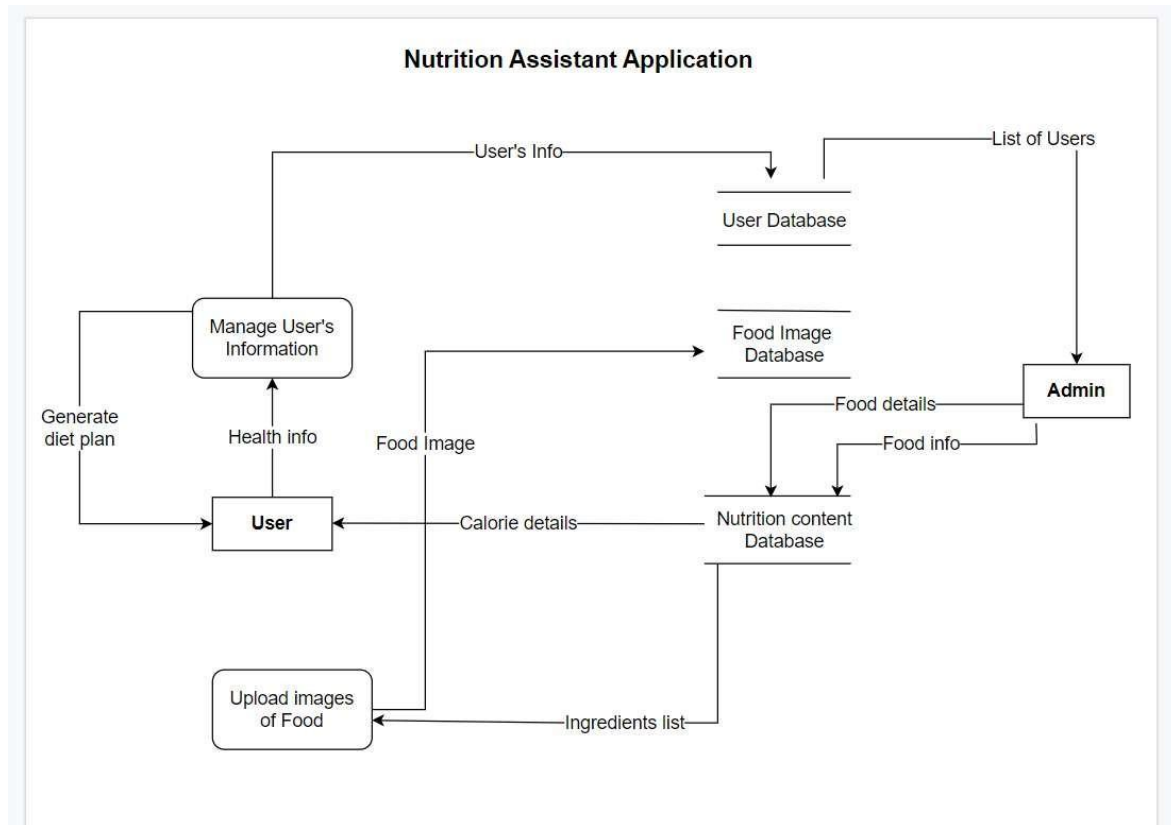 Nutrition Assistant Application
User's Info
List of Users
User Database
Manage User's
Information
Food Image
Database
Admin
Food details
Generate
diet plan
Health info
Food Image
Food info
User
Calorie details
Nutrition content
Database
Upload images
of Food
Ingredients list